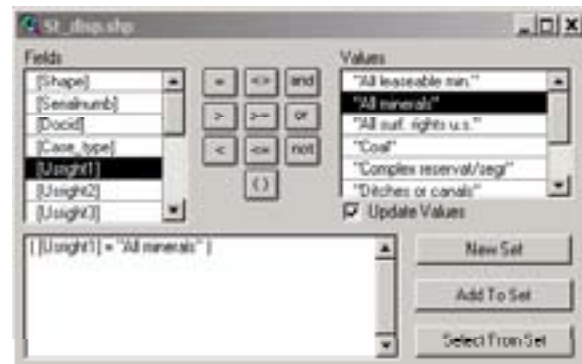 St_disp.shp
Fields
[Shape]
[Serialnumb]
[Docid]
[Case_type]
[Usright1]
[Usright2]
[Usright3]
= <> and
> >= or
< <= not
( )
Values
"All leaseable min."
"All minerals"
"All surf. rights u.s."
"Coal"
"Complex reservat/segr"
"Ditches or canals"
Update Values
( [Usright1] = "All minerals" )
New Set
Add To Set
Select From Set